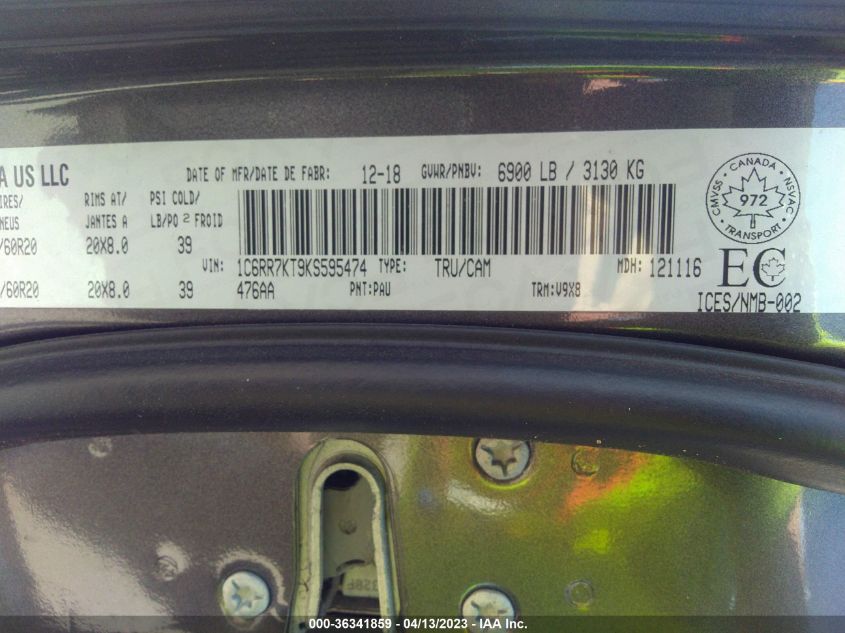 A US LLC
DATE OF MFR/DATE DE FABR: 12-18 GVWR/PNBV: 6900 LB / 3130 KG
IRES/ RIMS AT/ PSI COLD/
NEUS JANTES A LB/PO 2 FROID
/60R20 20X8.0 39
VIN: 1C6RR7KT9KS595474 TYPE: TRU/CAM MDH: 121116
/60R20 20X8.0 39 476AA PNT:PAU TRM:V9X8
CANADA
CMVSS 972 NSVAC
TRANSPORT
EC
ICES/NMB-002
000-36341859 - 04/13/2023 - IAA Inc.